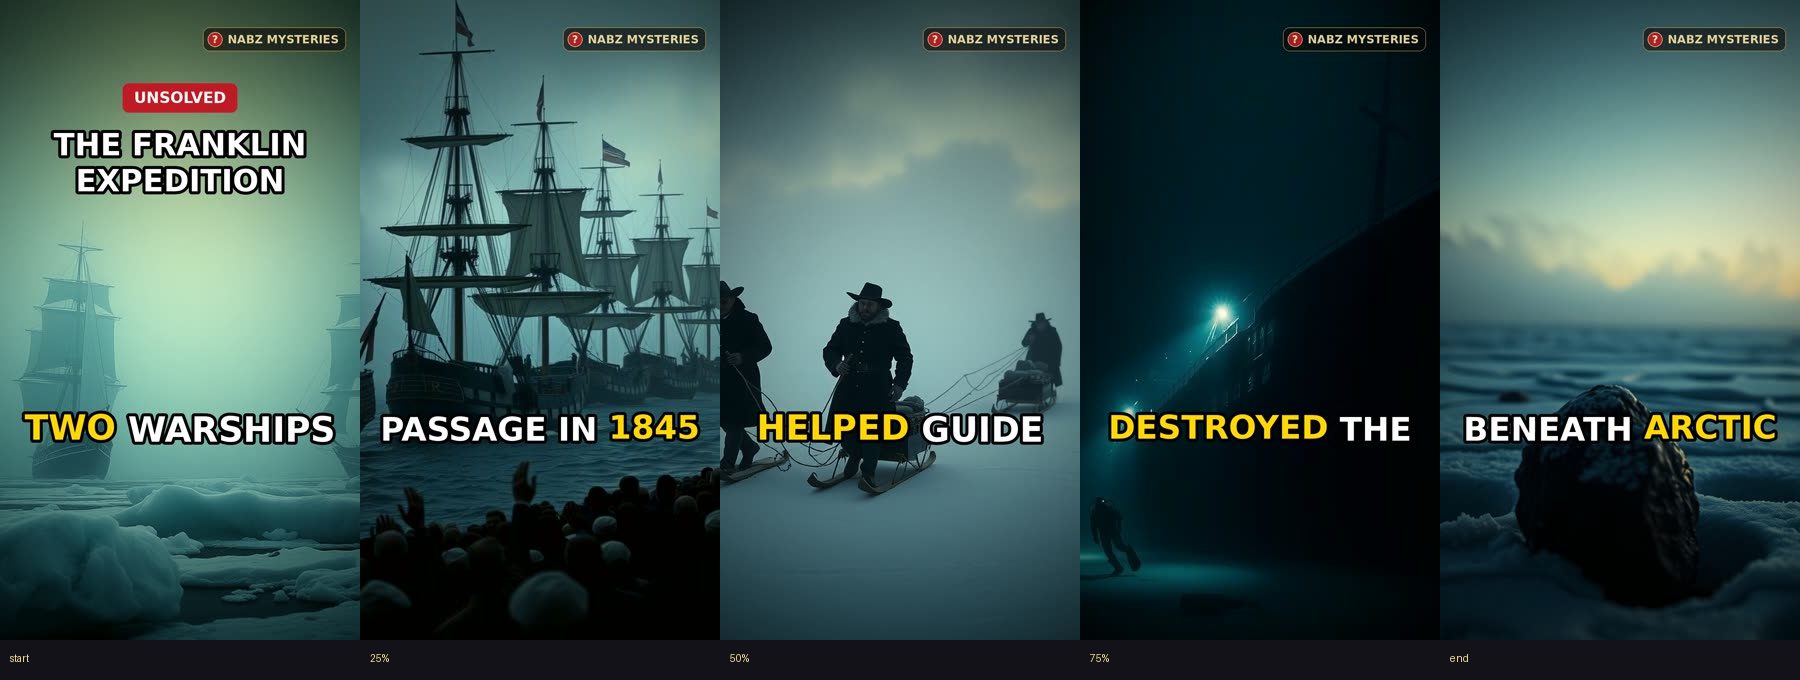 ? NABZ MYSTERIES
UNSOLVED
THE FRANKLIN
EXPEDITION
TWO WARSHIPS
start
? NABZ MYSTERIES
PASSAGE IN 1845
25%
? NABZ MYSTERIES
HELPED GUIDE
50%
? NABZ MYSTERIES
DESTROYED THE
75%
? NABZ MYSTERIES
BENEATH ARCTIC
end